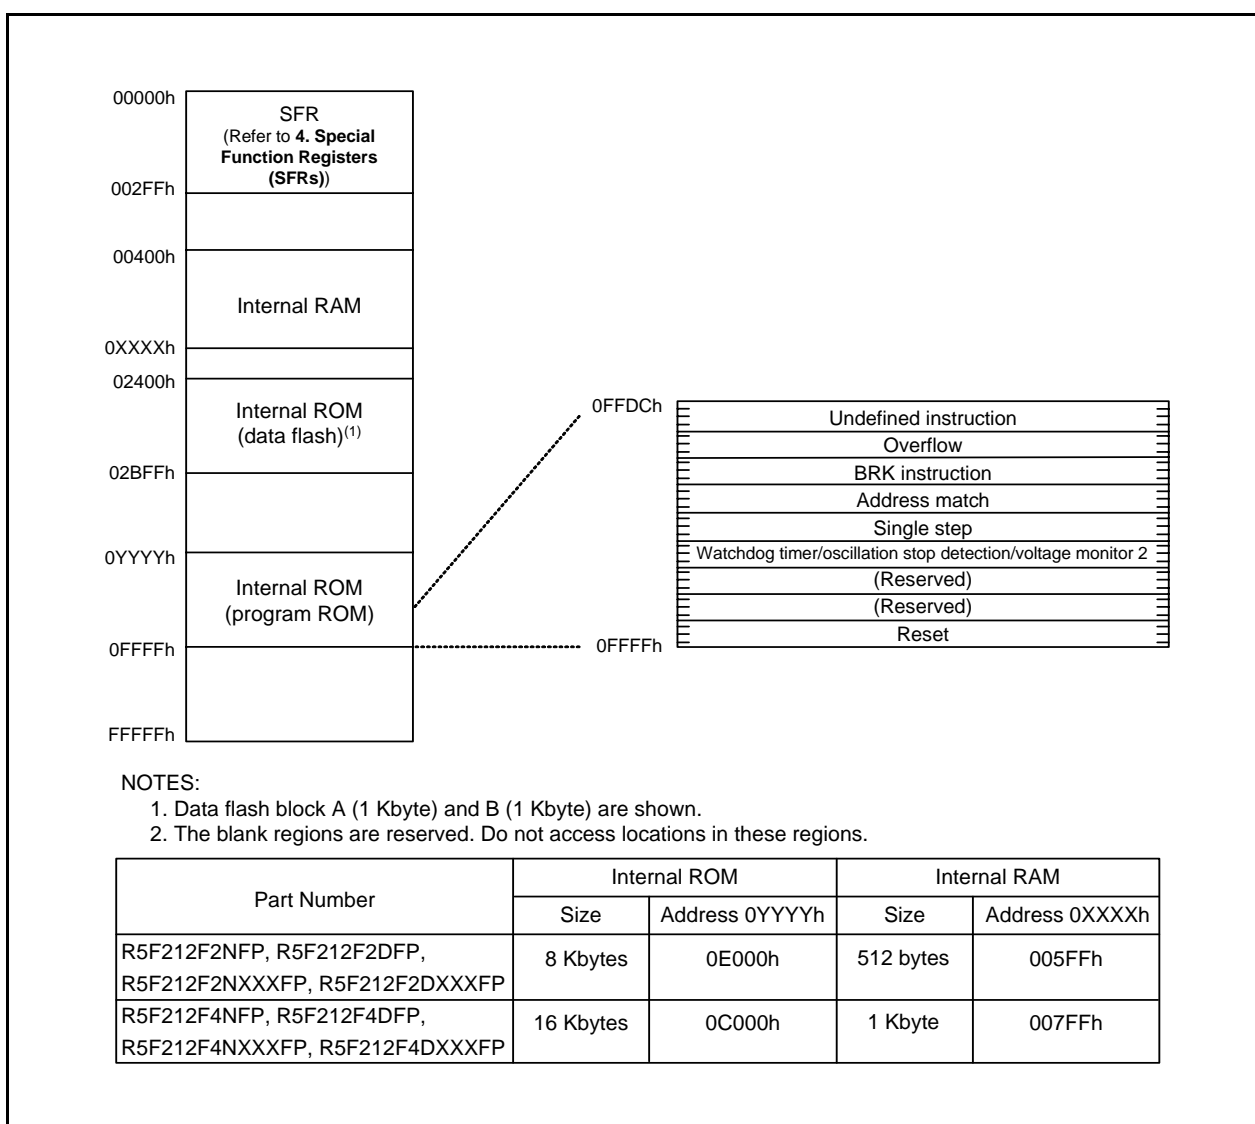 00000h
SFR
(Refer to 4. Special
Function Registers
(SFRs))
002FFh
00400h
Internal RAM
0XXXXh
02400h
Internal ROM
(data flash)(1)
02BFFh
0YYYYh
Internal ROM
(program ROM)
0FFFFh
FFFFFh
0FFDCh
Undefined instruction
Overflow
BRK instruction
Address match
Single step
Watchdog timer/oscillation stop detection/voltage monitor 2
(Reserved)
(Reserved)
0FFFFh
Reset
NOTES:
1. Data flash block A (1 Kbyte) and B (1 Kbyte) are shown.
2. The blank regions are reserved. Do not access locations in these regions.
Part Number
Internal ROM
Internal RAM
Size
Address 0YYYYh
Size
Address 0XXXXh
R5F212F2NFP, R5F212F2DFP,
R5F212F2NXXXFP, R5F212F2DXXXFP
8 Kbytes
0E000h
512 bytes
005FFh
R5F212F4NFP, R5F212F4DFP,
R5F212F4NXXXFP, R5F212F4DXXXFP
16 Kbytes
0C000h
1 Kbyte
007FFh